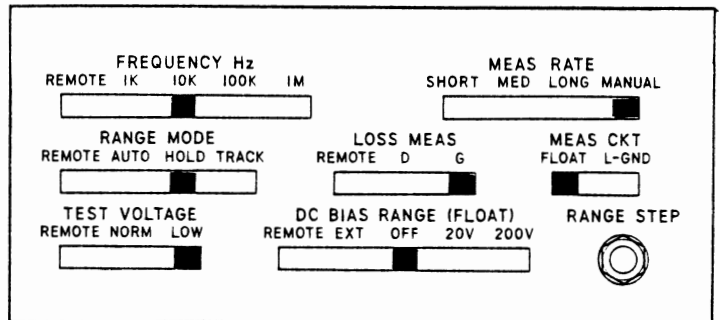 FREQUENCY Hz
REMOTE 1K 10K 100K 1M
MEAS RATE
SHORT MED LONG MANUAL
RANGE MODE
REMOTE AUTO HOLD TRACK
LOSS MEAS
REMOTE D G
MEAS CKT
FLOAT L-GND
TEST VOLTAGE
REMOTE NORM LOW
DC BIAS RANGE (FLOAT)
REMOTE EXT OFF 20V 200V
RANGE STEP